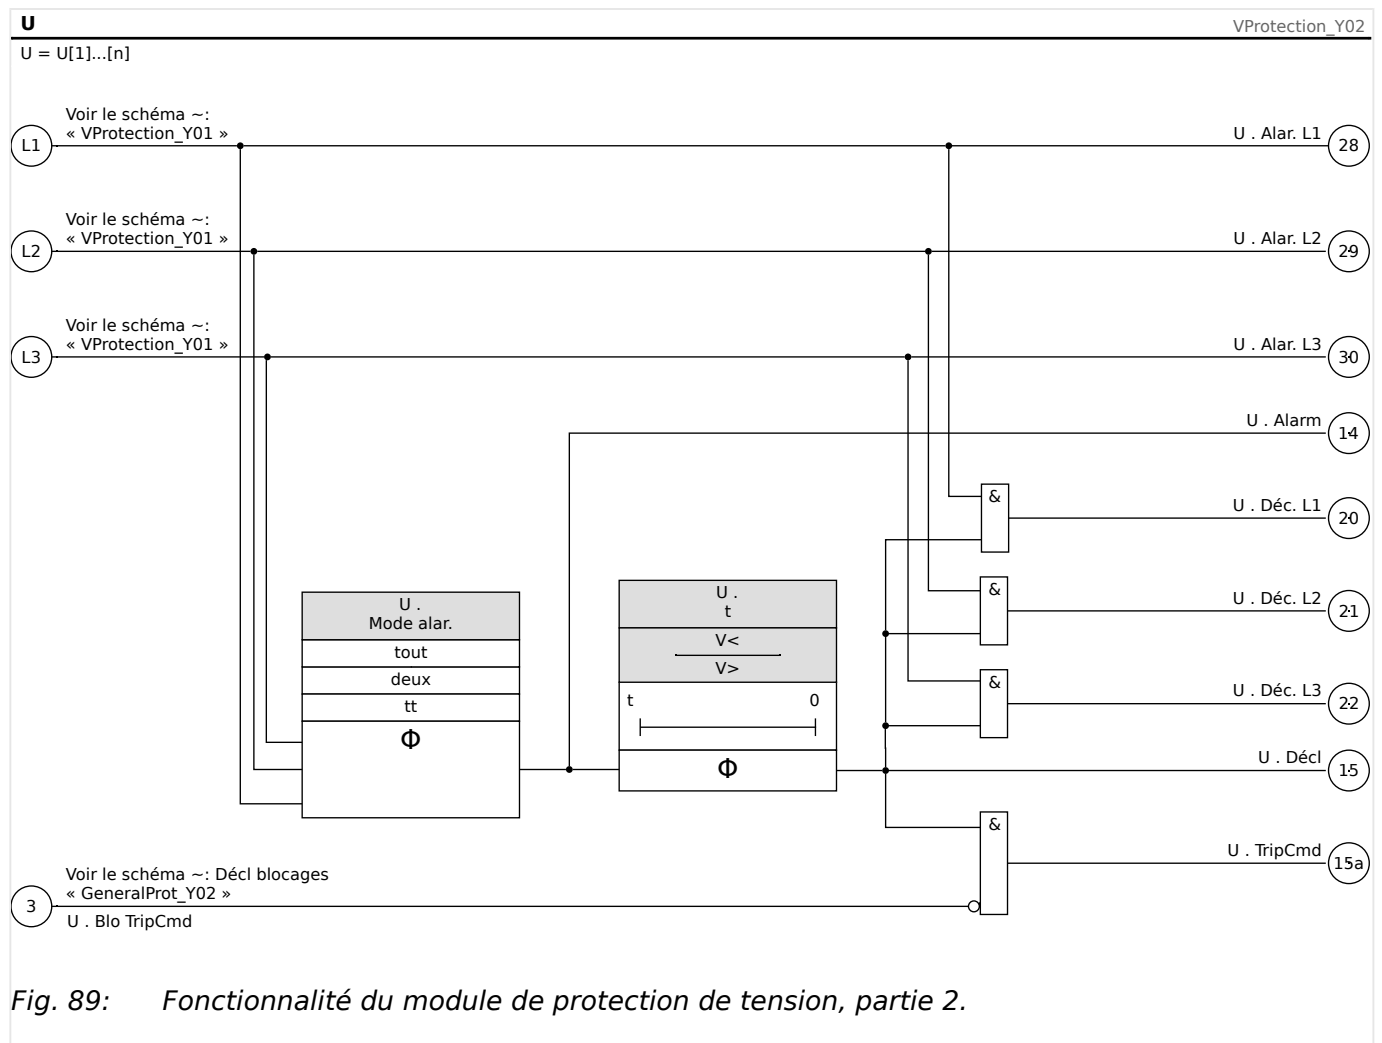 U
VProtection_Y02
U = U[1]...[n]
Voir le schéma ~:
« VProtection_Y01 »
L1
U . Alar. L1
28
Voir le schéma ~:
« VProtection_Y01 »
L2
U . Alar. L2
29
Voir le schéma ~:
« VProtection_Y01 »
L3
U . Alar. L3
30
U . Alarm
14
&
U . Déc. L1
20
&
U . Déc. L2
21
&
U . Déc. L3
22
U .
Mode alar.
tout
deux
tt
Φ
U .
t
V<
V>
t 0
Φ
U . Décl
15
&
U . TripCmd
15a
Voir le schéma ~: Décl blocages
« GeneralProt_Y02 »
3
U . Blo TripCmd
Fig. 89: Fonctionnalité du module de protection de tension, partie 2.